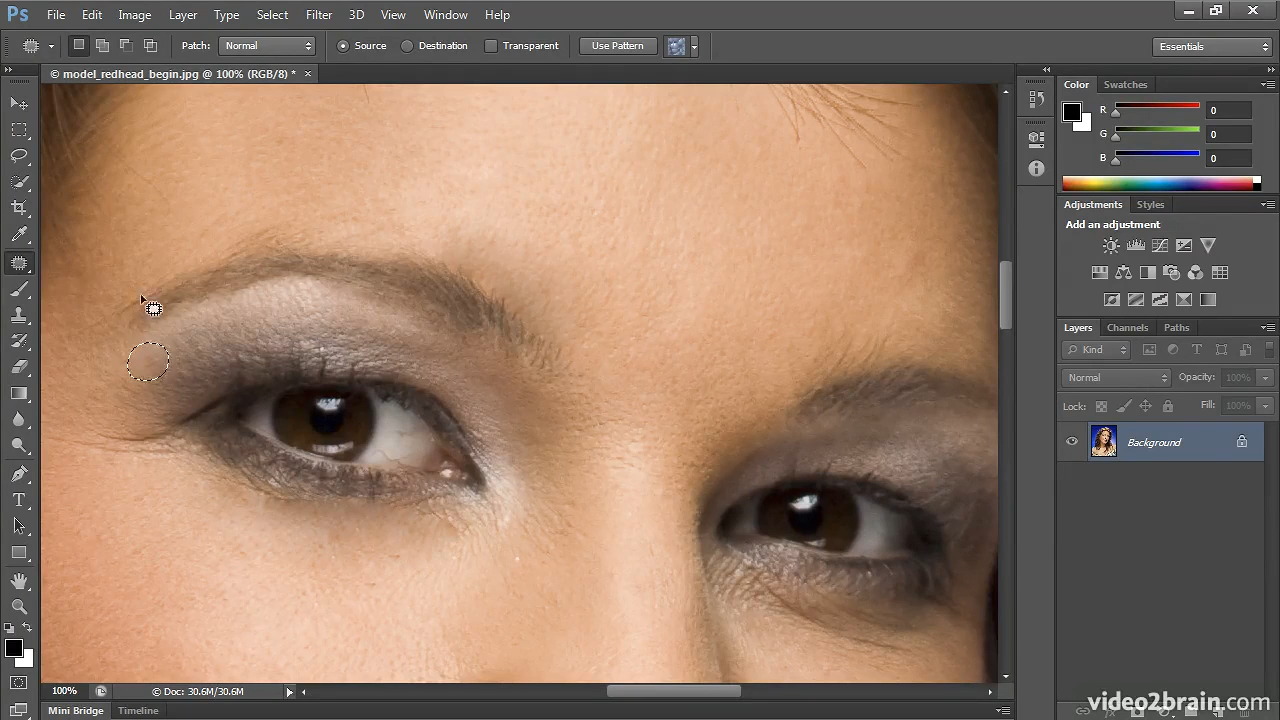 Ps File Edit Image Layer Type Select Filter 3D View Window Help
Patch: Normal Source Destination Transparent Use Pattern Essentials
© model_redhead_begin.jpg @ 100% (RGB/8) * ×
Color Swatches
R 0
G 0
B 0
Adjustments Styles
Add an adjustment
Layers Channels Paths
Kind
Normal Opacity: 100%
Lock: Fill: 100%
Background
100% © Doc: 30.6M/30.6M
Mini Bridge Timeline
video2brain.com